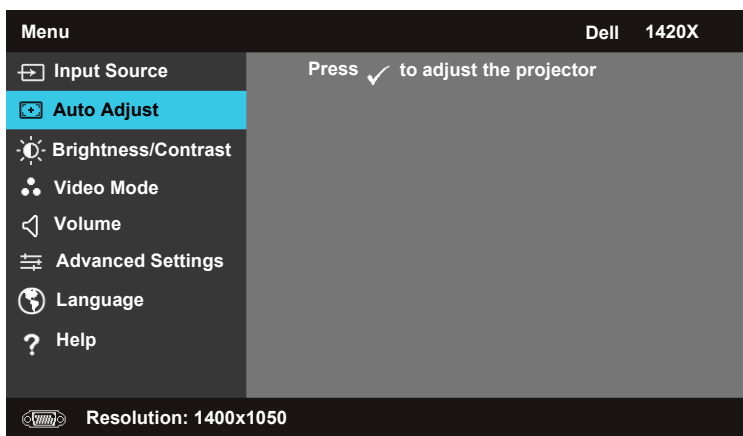 Menu Dell 1420X
Input Source
Press ✓ to adjust the projector
Auto Adjust
Brightness/Contrast
Video Mode
Volume
Advanced Settings
Language
Help
Resolution: 1400x1050